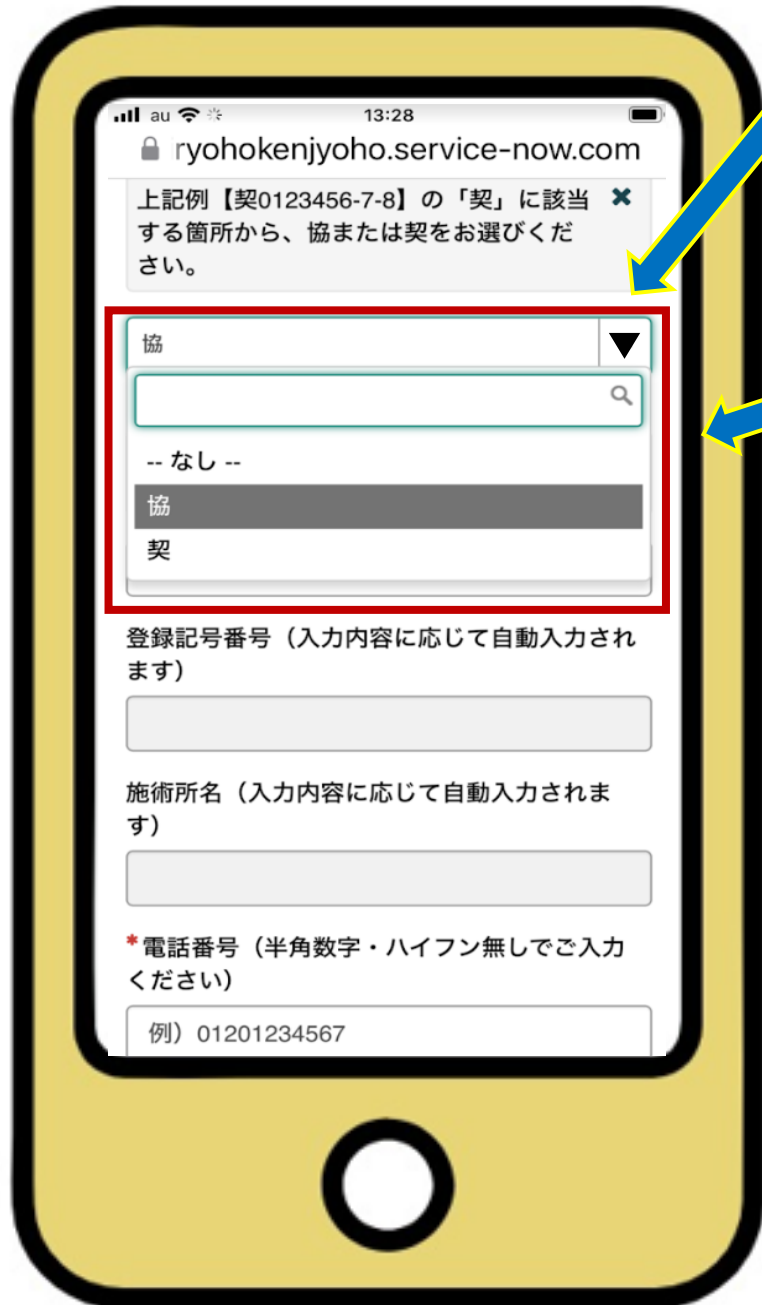 au 13:28
ryohokenjyoho.service-now.com
上記例【契0123456-7-8】の「契」に該当
する箇所から、協または契をお選びくだ
さい。
協
-- なし --
協
契
登録記号番号（入力内容に応じて自動入力され
ます）
施術所名（入力内容に応じて自動入力されま
す）
*電話番号（半角数字・ハイフン無しでご入力
ください）
例）01201234567